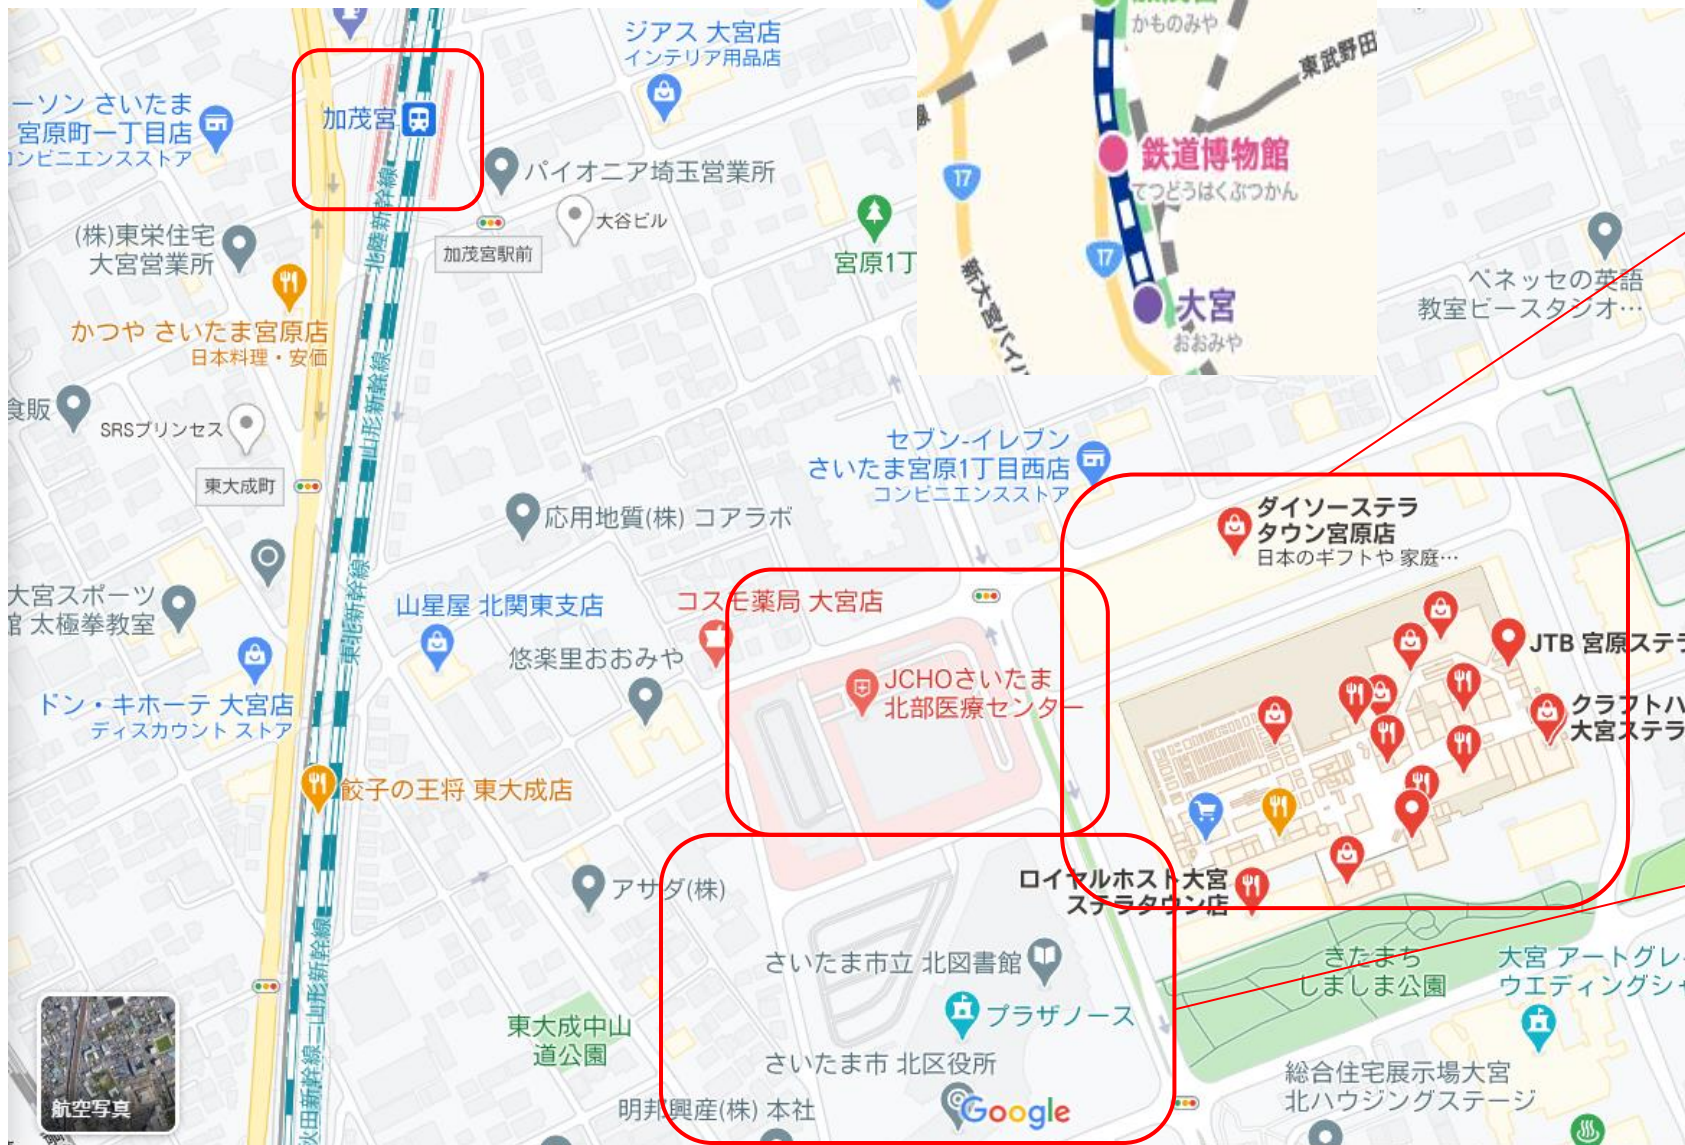 ジアス 大宮店
インテリア用品店
かものみや
東武野田
ーソン さいたま
宮原町一丁目店
コンビニエンスストア
加茂宮
鉄道博物館
てつどうはくぶつかん
パイオニア埼玉営業所
17
大谷ビル
(株)東栄住宅
大宮営業所
加茂宮駅前
北陸新幹線
宮原1丁
17
新大宮バイパ
大宮
おおみや
ベネッセの英語
教室ビースタジオ…
かつや さいたま宮原店
日本料理・安価
山形新幹線
食販
SRSプリンセス
セブン-イレブン
さいたま宮原1丁目西店
コンビニエンスストア
東大成町
応用地質(株) コアラボ
ダイソーステラ
タウン宮原店
日本のギフトや 家庭…
大宮スポーツ
館 太極拳教室
東北新幹線
山星屋 北関東支店
コスモ薬局 大宮店
悠楽里おおみや
JTB 宮原ステラ
JCHOさいたま
北部医療センター
ドン・キホーテ 大宮店
ディスカウント ストア
クラフトハ
大宮ステラ
餃子の王将 東大成店
アサダ(株)
ロイヤルホスト大宮
ステラタウン店
さいたま市立 北図書館
きたまち
しましま公園
大宮 アートグレイ
ウエディングシャ
プラザノース
東大成中山
道公園
秋田新幹線
山形新幹線
さいたま市 北区役所
総合住宅展示場大宮
北ハウジングステージ
航空写真
明邦興産(株) 本社
Google